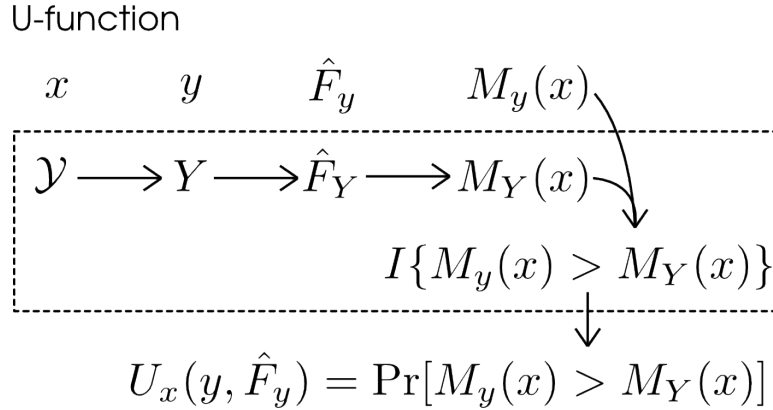 U-function
x y F̂_y M_y(x)
𝒴 → Y → F̂_Y → M_Y(x)
I{M_y(x) > M_Y(x)}
U_x(y, F̂_y) = Pr[M_y(x) > M_Y(x)]